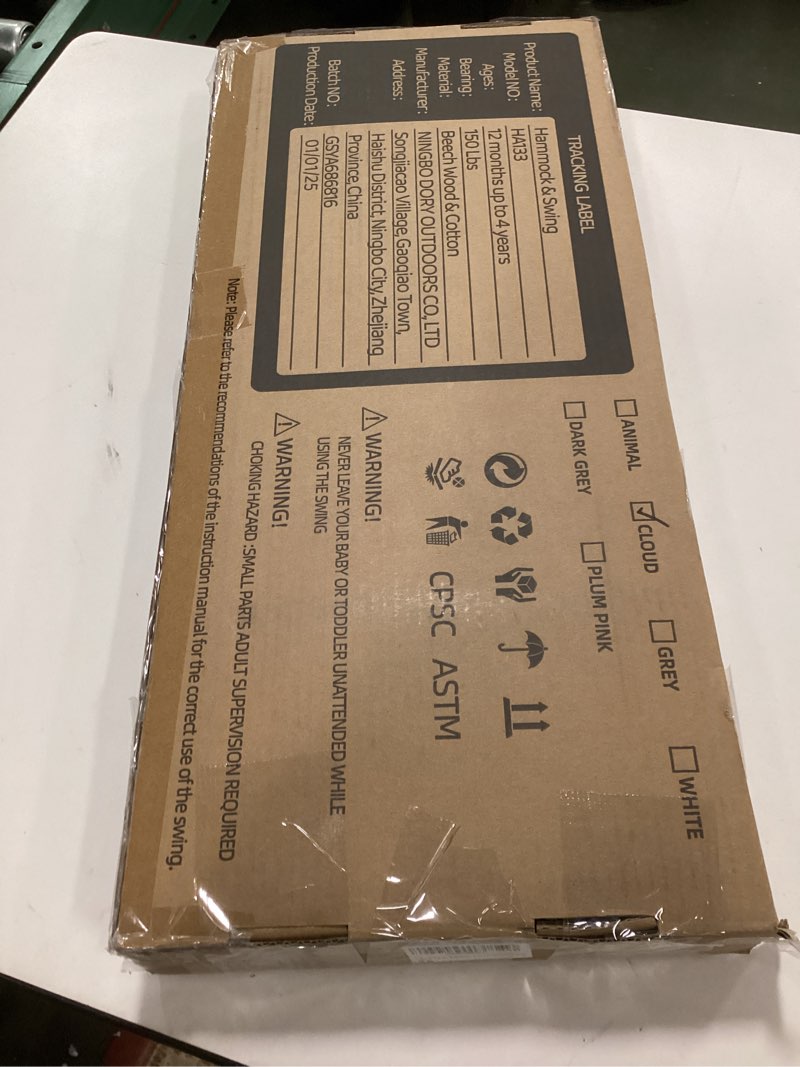 TRACKING LABEL
Product Name: Hammock & Swing
Model NO: HA133
Ages: 12 months up to 4 years
Bearing: 150 Lbs
Material: Beech Wood & Cotton
Manufacturer: NINGBO DORY OUTDOORS CO., LTD
Address: Songjiacao Village, Gaoqiao Town,
Haishu District, Ningbo City, Zhejiang
Province, China
Batch NO: GSYA686816
Production Date: 01/01/25
ANIMAL
CLOUD
GREY
WHITE
DARK GREY
PLUM PINK
CPSC ASTM
WARNING!
NEVER LEAVE YOUR BABY OR TODDLER UNATTENDED WHILE
USING THE SWING
WARNING!
CHOKING HAZARD :SMALL PARTS ADULT SUPERVISION REQUIRED
Note: Please refer to the recommendations of the instruction manual for the correct use of the swing.